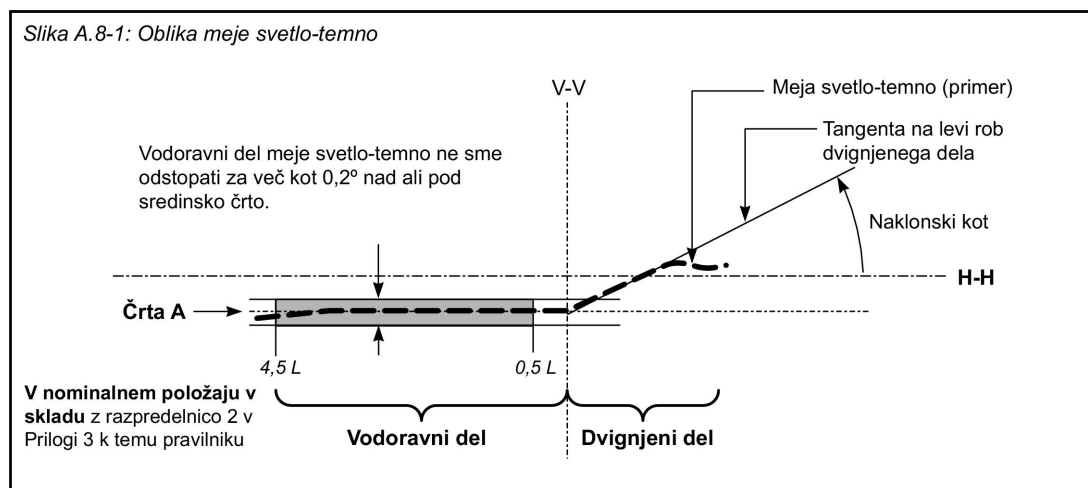 Slika A.8-1: Oblika meje svetlo-temno
V-V
Meja svetlo-temno (primer)
Tangenta na levi rob
dvignjenega dela
Vodoravni del meje svetlo-temno ne sme
odstopati za več kot 0,2º nad ali pod
sredinsko črto.
Naklonski kot
H-H
Črta A
4,5 L
0,5 L
V nominalnem položaju v
skladu z razpredelnico 2 v
Prilogi 3 k temu pravilniku
Vodoravni del
Dvignjeni del